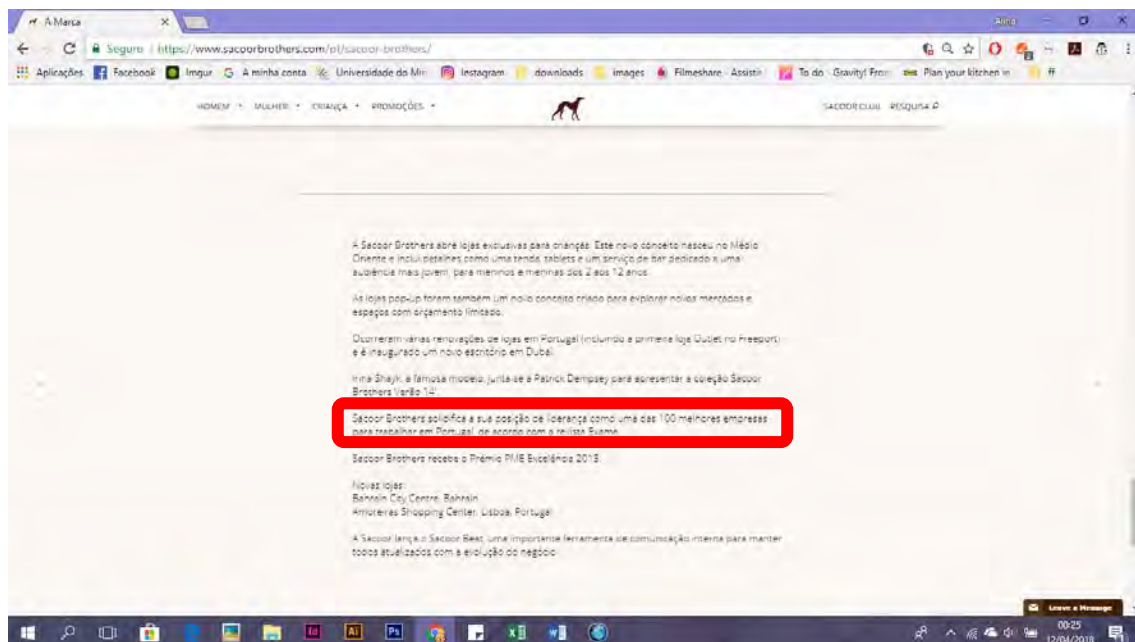 A Marca
Anna
Seguro https://www.sacoorbrothers.com/pt/sacoor-brothers/
Aplicações Facebook Imgur A minha conta Universidade do Min Instagram downloads images Filmeshare - Assistir To do - Gravity! From Plan your kitchen in ff
HOMEM MULHER CRIANÇA PROMOÇÕES SACOOR CLUB PESQUISA
A Sacoor Brothers abre lojas exclusivas para crianças. Este novo conceito nasceu no Médio
Oriente e inclui detalhes como uma tenda, tablets e um serviço de bar dedicado a uma
audiência mais jovem, para meninos e meninas dos 2 aos 12 anos.
As lojas pop-up foram também um novo conceito criado para explorar novos mercados e
espaços com orçamento limitado.
Ocorreram várias renovações de lojas em Portugal (incluindo a primeira loja Outlet no Freeport)
e é inaugurado um novo escritório em Dubai.
Irina Shayk, a famosa modelo, junta-se a Patrick Dempsey para apresentar a coleção Sacoor
Brothers Verão 14'.
Sacoor Brothers solidifica a sua posição de liderança como uma das 100 melhores empresas
para trabalhar em Portugal, de acordo com a revista Exame.
Sacoor Brothers recebe o Prémio PME Excelência 2013.
Novas lojas:
Bahrain City Centre, Bahrain
Amoreiras Shopping Center, Lisboa, Portugal
A Sacoor lança o Sacoor Beat, uma importante ferramenta de comunicação interna para manter
todos atualizados com a evolução do negócio.
Leave a Message
00:25
12/04/2018